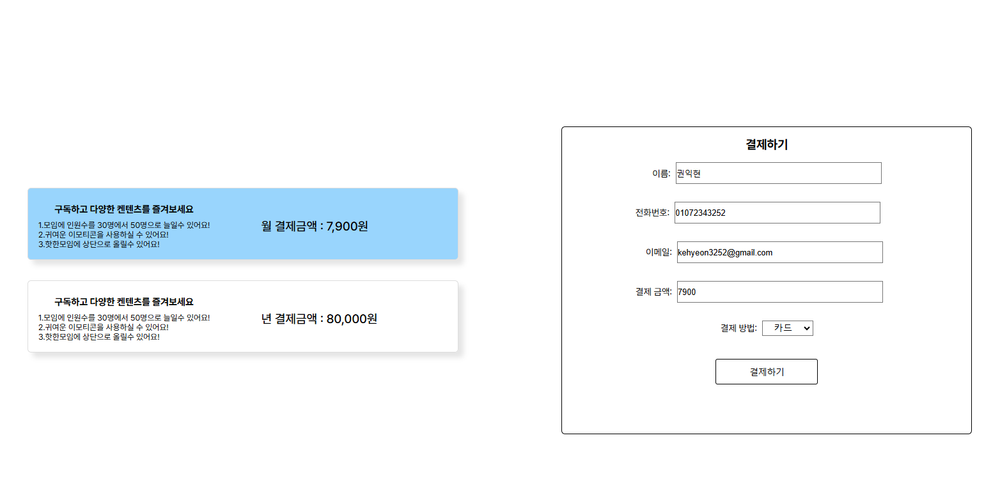 구독하고 다양한 켄텐츠를 즐겨보세요
1.모임에 인원수를 30명에서 50명으로 늘일수 있어요!
2.귀여운 이모티콘을 사용하실 수 있어요!
3.핫한모임에 상단으로 올릴수 있어요!
월 결제금액 : 7,900원
구독하고 다양한 켄텐츠를 즐겨보세요
1.모임에 인원수를 30명에서 50명으로 늘일수 있어요!
2.귀여운 이모티콘을 사용하실 수 있어요!
3.핫한모임에 상단으로 올릴수 있어요!
년 결제금액 : 80,000원
결제하기
이름: 권익현
전화번호: 01072343252
이메일: kehyeon3252@gmail.com
결제 금액: 7900
결제 방법: 카드
결제하기